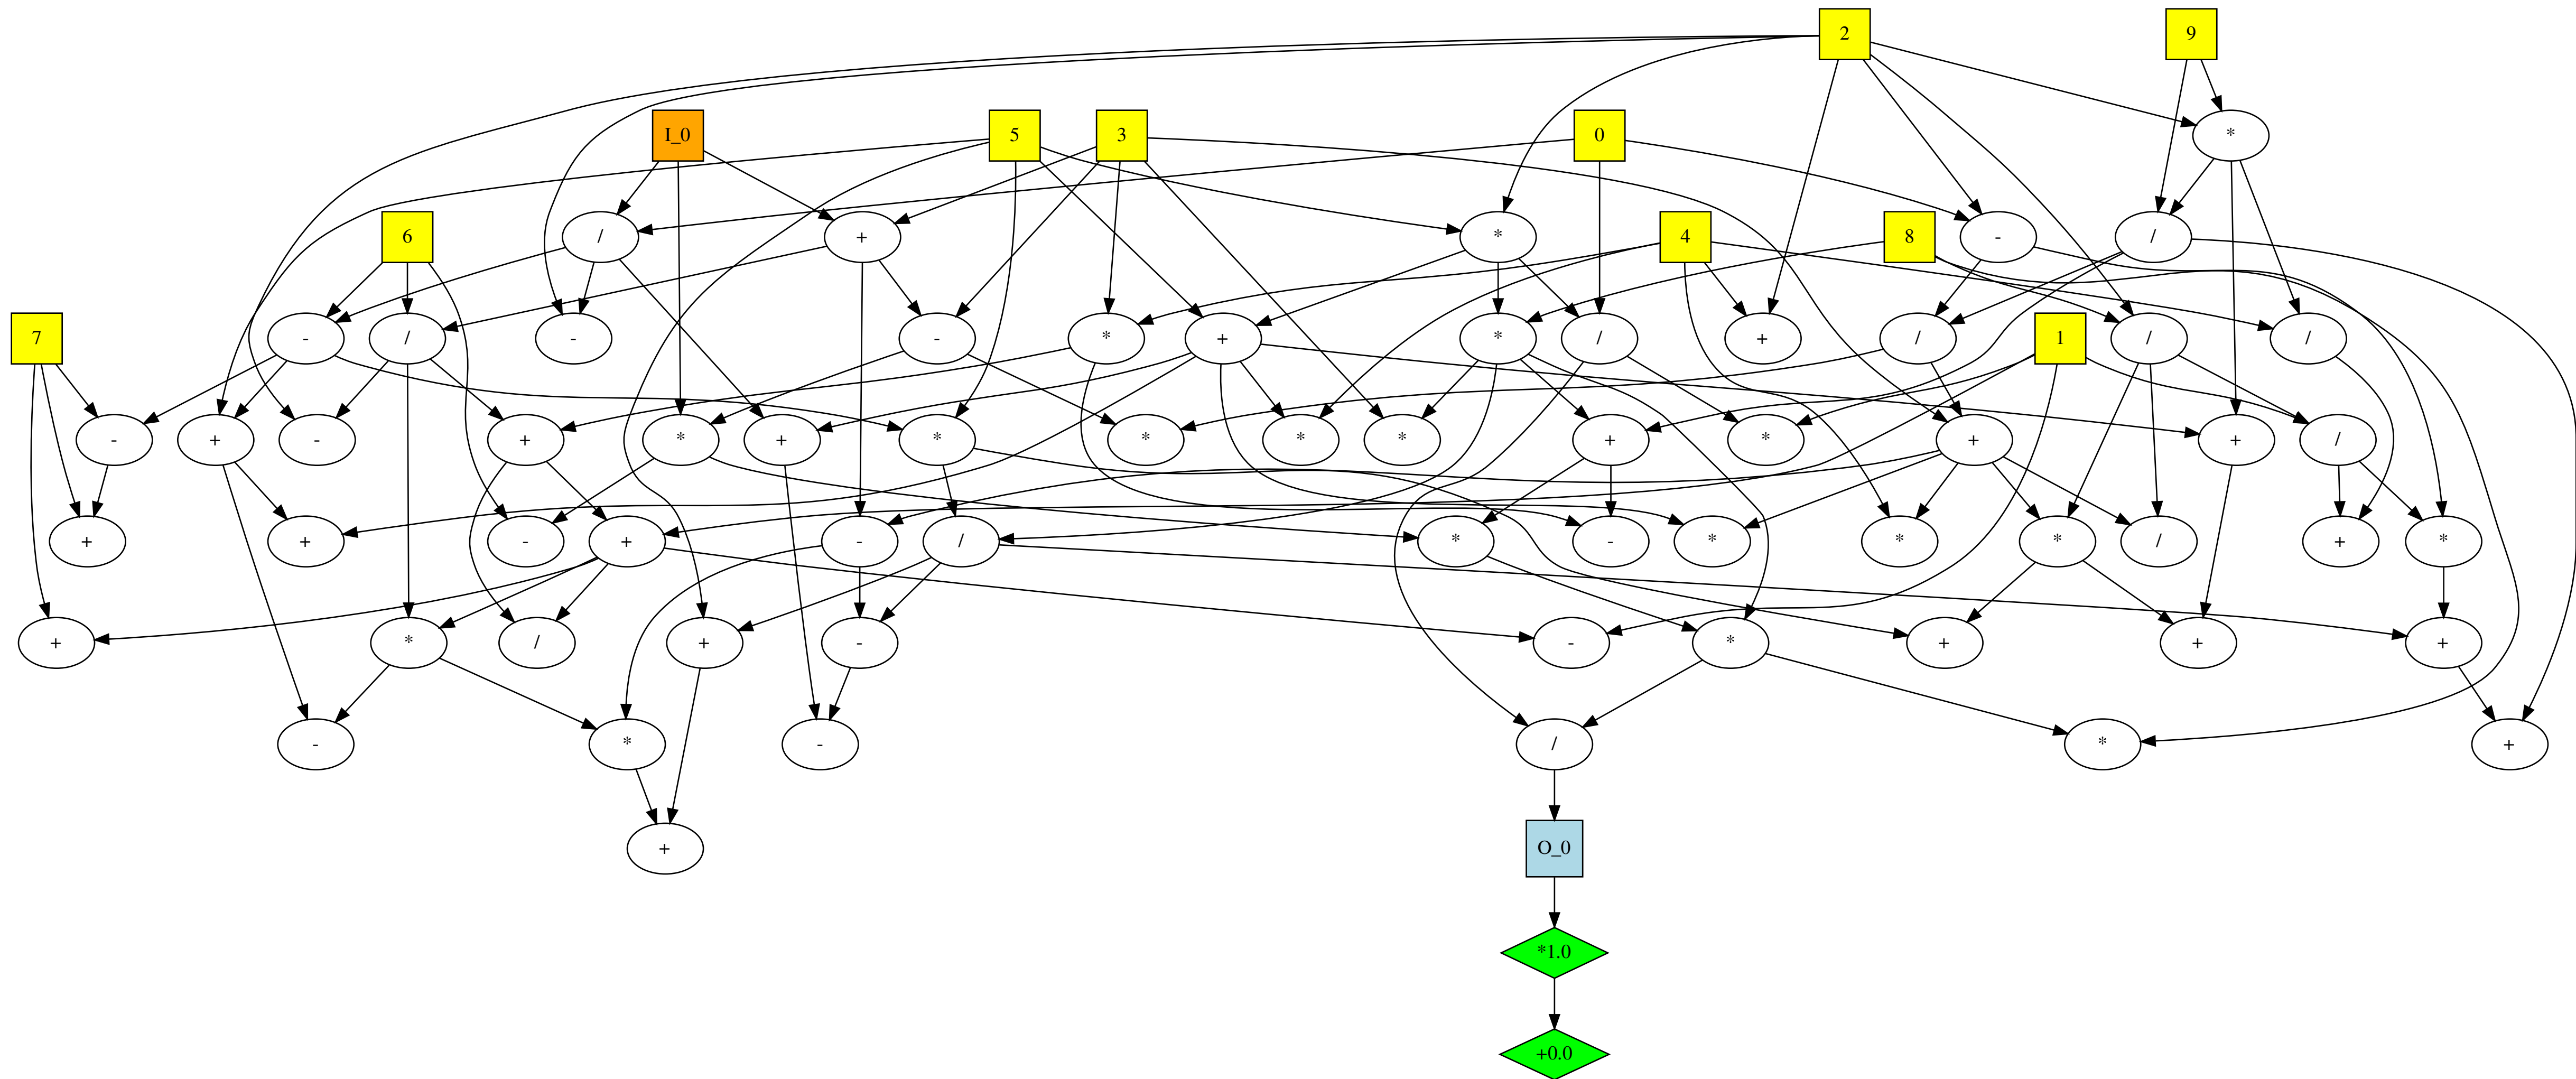 2 9
I_0 5 3 0 *
6 / + * 4 8 - /
7 - / - - * + * / + / 1 / /
- + - + * + * * * * + * + + /
+ + - + - / * - * * * / + *
+ * / + - - * + + +
- * - / * +
+ O_0
*1.0
+0.0